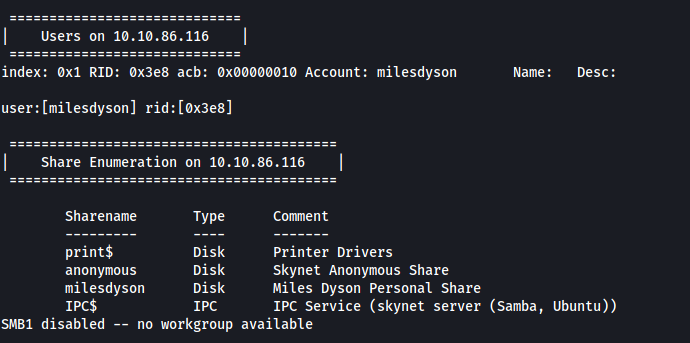 =============================
|    Users on 10.10.86.116    |
=============================
index: 0x1 RID: 0x3e8 acb: 0x00000010 Account: milesdyson       Name:   Desc:
user:[milesdyson] rid:[0x3e8]
=========================================
|    Share Enumeration on 10.10.86.116    |
=========================================
Sharename       Type      Comment
---------       ----      -------
print$          Disk      Printer Drivers
anonymous       Disk      Skynet Anonymous Share
milesdyson      Disk      Miles Dyson Personal Share
IPC$            IPC       IPC Service (skynet server (Samba, Ubuntu))
SMB1 disabled -- no workgroup available